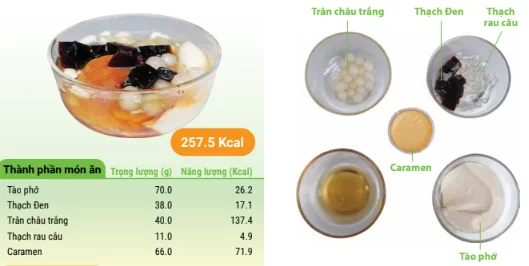 257.5 Kcal
Thành phần món ăn Trọng lượng (g) Năng lượng (Kcal)
Tào phớ 70.0 26.2
Thạch Đen 38.0 17.1
Trân châu trắng 40.0 137.4
Thạch rau câu 11.0 4.9
Caramen 66.0 71.9
Trân châu trắng
Thạch Đen
Thạch
rau câu
Caramen
Tào phớ